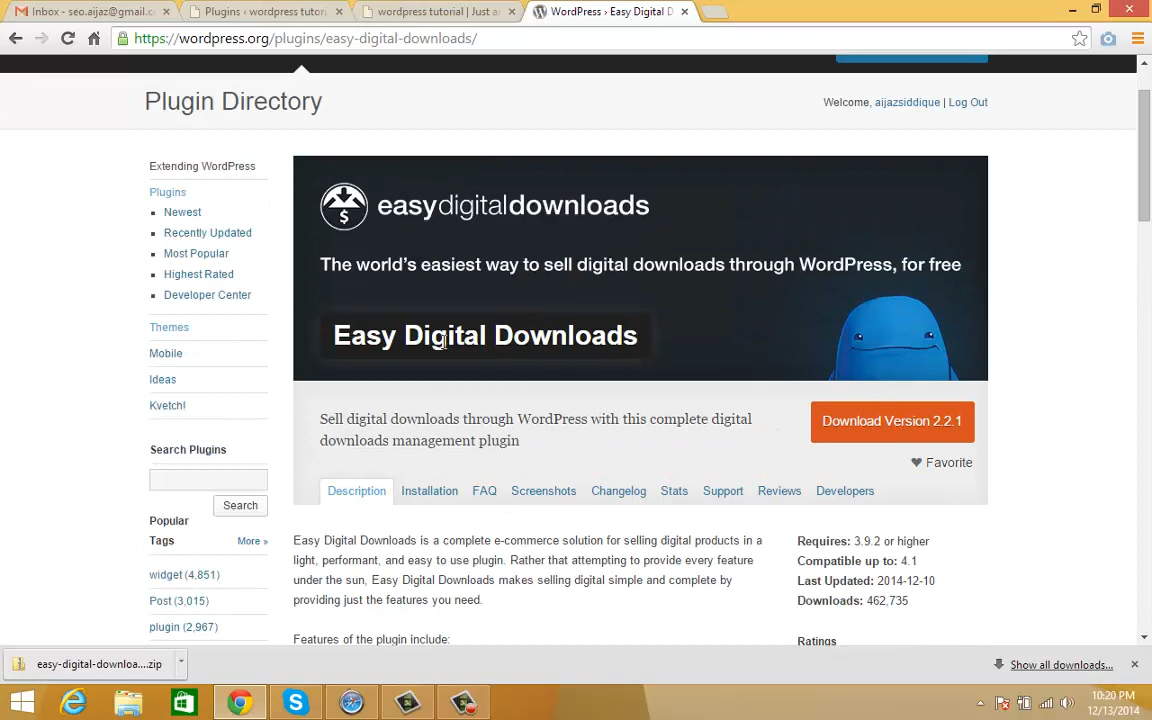 Inbox - seo.aijaz@gmail.c
Plugins ‹ wordpress tutor
wordpress tutorial | Just a
WordPress › Easy Digital D
https://wordpress.org/plugins/easy-digital-downloads/
Plugin Directory
Welcome, aijazsiddique | Log Out
Extending WordPress
Plugins
Newest
Recently Updated
Most Popular
Highest Rated
Developer Center
Themes
Mobile
Ideas
Kvetch!
Search Plugins
Search
Popular
Tags
More »
widget (4,851)
Post (3,015)
plugin (2,967)
$
easydigitaldownloads
The world's easiest way to sell digital downloads through WordPress, for free
Easy Digital Downloads
Sell digital downloads through WordPress with this complete digital
downloads management plugin
Download Version 2.2.1
Favorite
Description Installation FAQ Screenshots Changelog Stats Support Reviews Developers
Easy Digital Downloads is a complete e-commerce solution for selling digital products in a
light, performant, and easy to use plugin. Rather that attempting to provide every feature
under the sun, Easy Digital Downloads makes selling digital simple and complete by
providing just the features you need.
Features of the plugin include:
Requires: 3.9.2 or higher
Compatible up to: 4.1
Last Updated: 2014-12-10
Downloads: 462,735
Ratings
easy-digital-downloa....zip
Show all downloads...
10:20 PM
12/13/2014